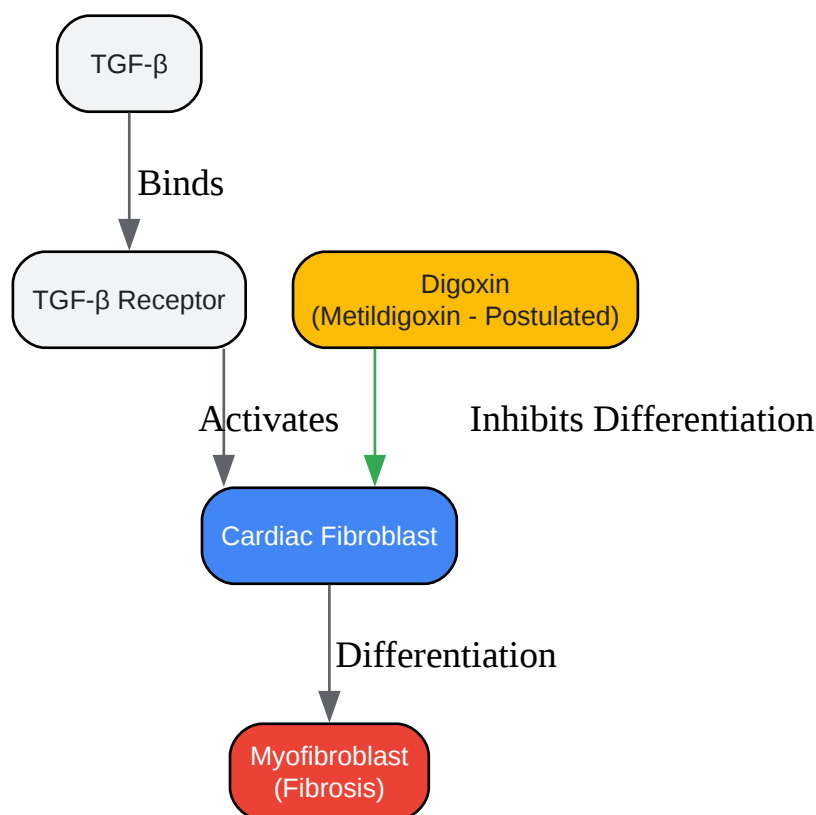 TGF-β
Binds
TGF-β Receptor
Digoxin
(Metildigoxin - Postulated)
Activates
Inhibits Differentiation
Cardiac Fibroblast
Differentiation
Myofibroblast
(Fibrosis)